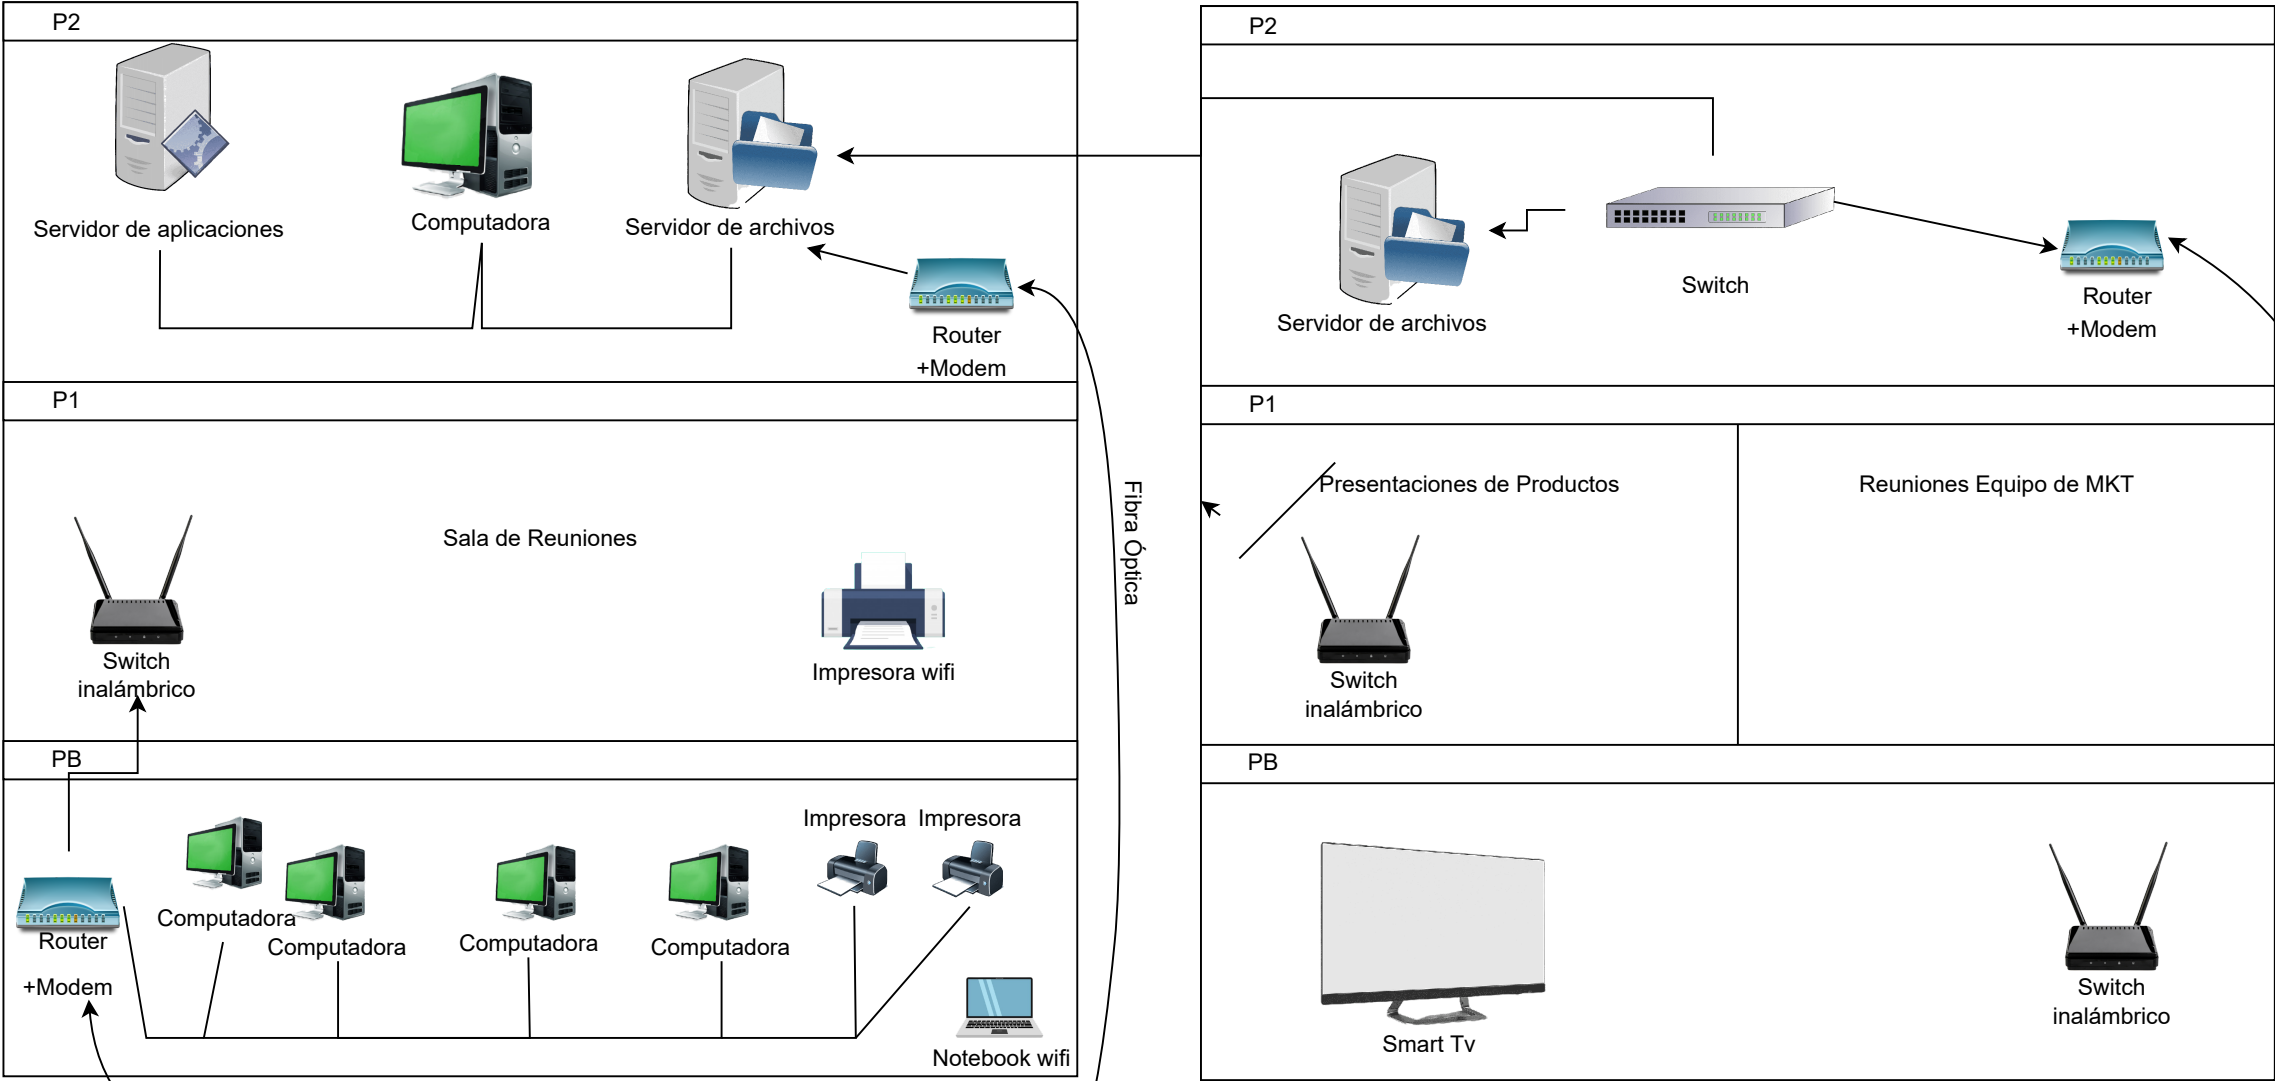 P2
Servidor de aplicaciones
Computadora
Servidor de archivos
Router
+Modem
P1
Sala de Reuniones
Switch
inalámbrico
Impresora wifi
PB
Impresora
Impresora
Computadora
Computadora
Computadora
Computadora
Router
+Modem
Notebook wifi
Fibra Óptica
P2
Servidor de archivos
Switch
Router
+Modem
P1
Presentaciones de Productos
Reuniones Equipo de MKT
Switch
inalámbrico
PB
Smart Tv
Switch
inalámbrico